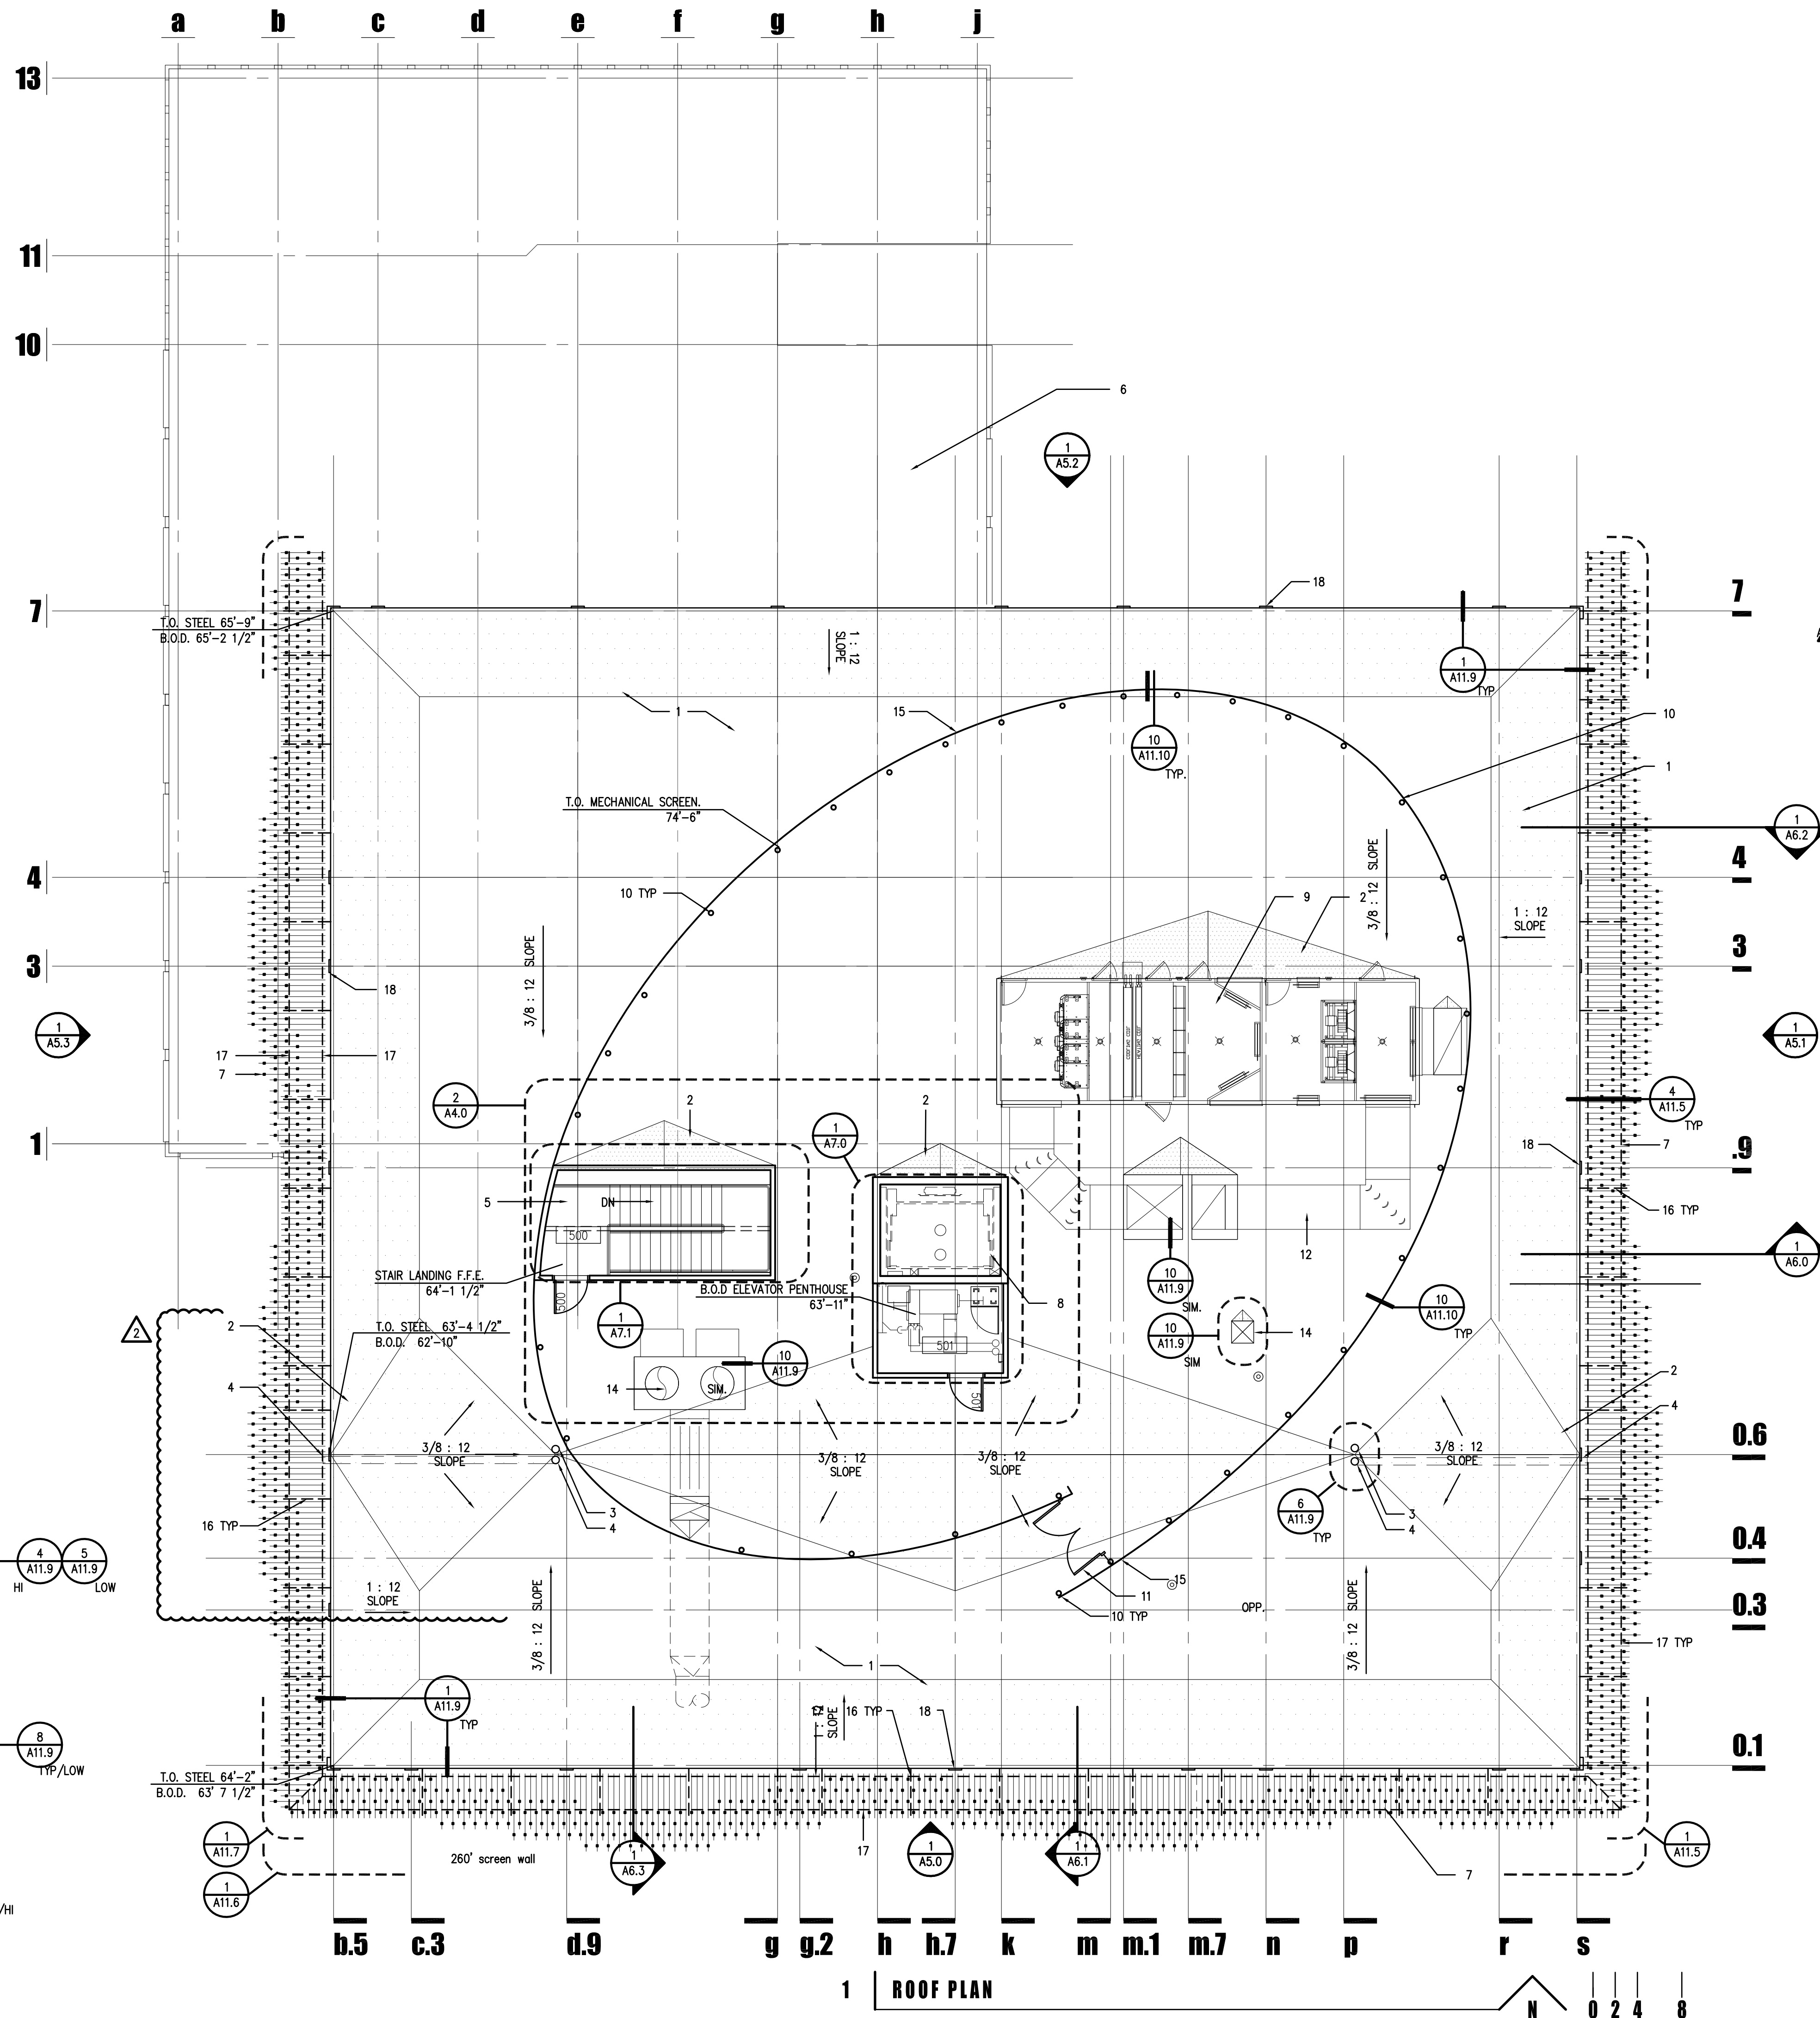 a b c d e f g h j
13
11
10
6
1
A5.2
18
7
7
T.O. STEEL 65'-9"
B.O.D. 65'-2 1/2"
1 : 12
SLOPE
1
A11.9
TYP
1
15
10
10
A11.10
TYP.
1
T.O. MECHANICAL SCREEN.
74'-6"
1
A6.2
4
4
10 TYP
9
2
3/8 : 12 SLOPE
1 : 12
SLOPE
3
3
3/8 : 12 SLOPE
18
1
A5.3
17
17
7
1
A5.1
2
A4.0
2
2
1
A7.0
4
A11.5
TYP
1
18
7
.9
5
DN
500
16 TYP
12
1
A6.0
STAIR LANDING F.F.E.
64'-1 1/2"
500
B.O.D ELEVATOR PENTHOUSE
63'-11"
8
10
A11.9
SIM.
1
A7.1
10
A11.10
TYP
2
2
T.O. STEEL 63'-4 1/2"
B.O.D. 62'-10"
501
10
A11.9
SIM
14
10
A11.9
14
SIM.
501
4
2
4
3/8 : 12
SLOPE
3/8 : 12
SLOPE
3/8 : 12
SLOPE
3/8 : 12
SLOPE
0.6
16 TYP
3
4
6
A11.9
TYP
3
4
4
A11.9
HI
5
A11.9
LOW
0.4
1 : 12
SLOPE
15
11
10 TYP
OPP.
0.3
3/8 : 12 SLOPE
3/8 : 12 SLOPE
17 TYP
1
1
A11.9
TYP
17
1 : 12
SLOPE
16 TYP
18
8
A11.9
TYP/LOW
0.1
T.O. STEEL 64'-2"
B.O.D. 63' 7 1/2"
1
A11.7
260' screen wall
1
A6.3
17
1
A5.0
1
A6.1
7
1
A11.5
1
A11.6
/HI
b.5 c.3 d.9 g g.2 h h.7 k m m.1 m.7 n p r s
1 ROOF PLAN
N 0 2 4 8